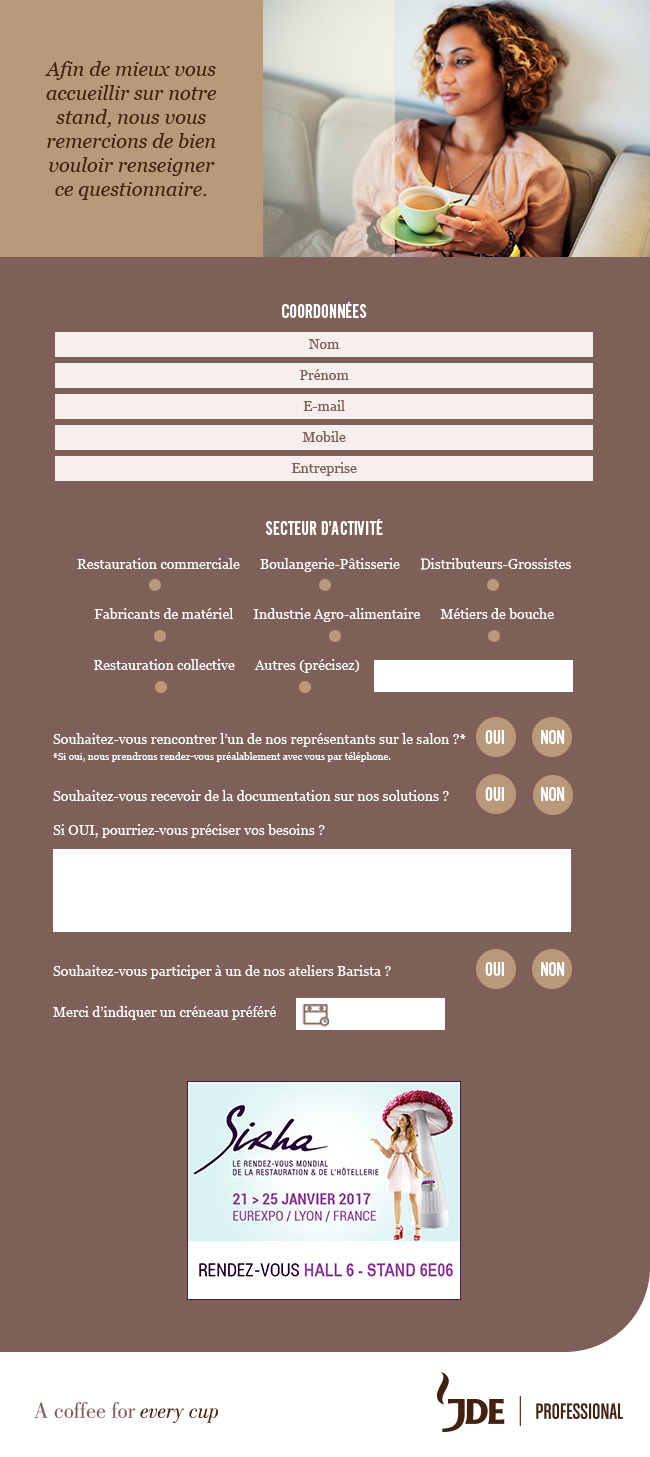 Afin de mieux vous
accueillir sur notre
stand, nous vous
remercions de bien
vouloir renseigner
ce questionnaire.
COORDONNÉES
Nom
Prénom
E-mail
Mobile
Entreprise
SECTEUR D'ACTIVITÉ
Restauration commerciale Boulangerie-Pâtisserie Distributeurs-Grossistes
Fabricants de matériel Industrie Agro-alimentaire Métiers de bouche
Restauration collective Autres (précisez)
Souhaitez-vous rencontrer l'un de nos représentants sur le salon ?* OUI NON
*Si oui, nous prendrons rendez-vous préalablement avec vous par téléphone.
Souhaitez-vous recevoir de la documentation sur nos solutions ? OUI NON
Si OUI, pourriez-vous préciser vos besoins ?
Souhaitez-vous participer à un de nos ateliers Barista ? OUI NON
Merci d'indiquer un créneau préféré
Sirha
LE RENDEZ-VOUS MONDIAL
DE LA RESTAURATION & DE L'HÔTELLERIE
21 > 25 JANVIER 2017
EUREXPO / LYON / FRANCE
RENDEZ-VOUS HALL 6 - STAND 6E06
A coffee for every cup
JDE | PROFESSIONAL